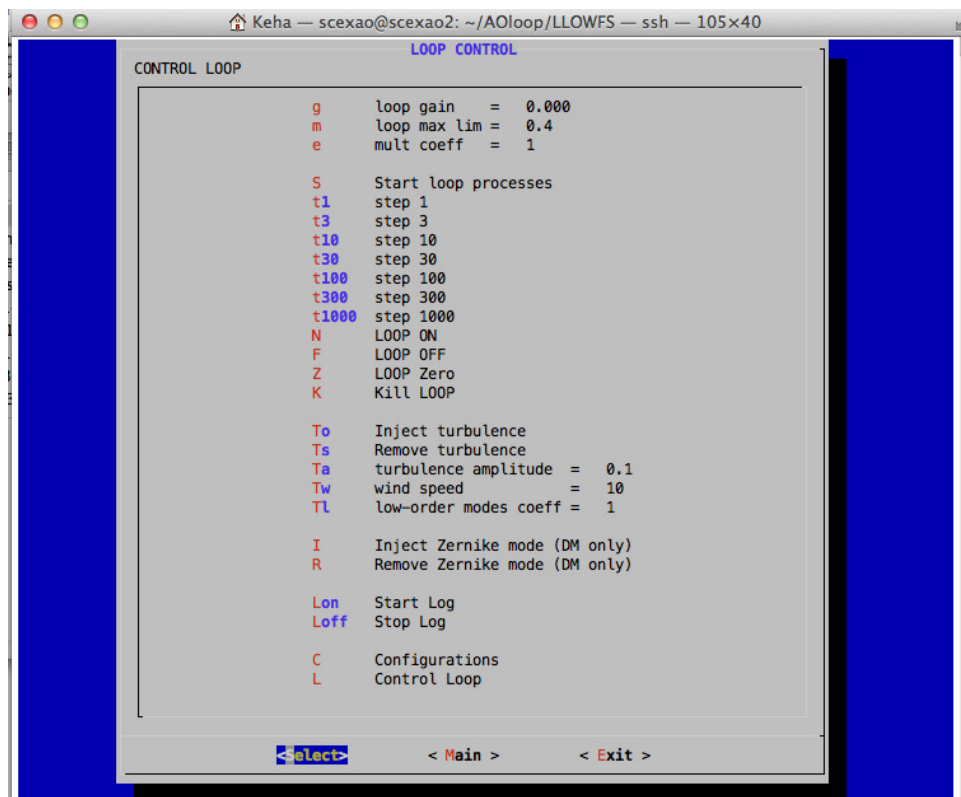 Keha — scexao@scexao2: ~/AOloop/LLOWFS — ssh — 105×40
LOOP CONTROL
CONTROL LOOP
g loop gain = 0.000
m loop max lim = 0.4
e mult coeff = 1
S Start loop processes
t1 step 1
t3 step 3
t10 step 10
t30 step 30
t100 step 100
t300 step 300
t1000 step 1000
N LOOP ON
F LOOP OFF
Z LOOP Zero
K Kill LOOP
To Inject turbulence
Ts Remove turbulence
Ta turbulence amplitude = 0.1
Tw wind speed = 10
Tl low-order modes coeff = 1
I Inject Zernike mode (DM only)
R Remove Zernike mode (DM only)
Lon Start Log
Loff Stop Log
C Configurations
L Control Loop
<Select> < Main > < Exit >